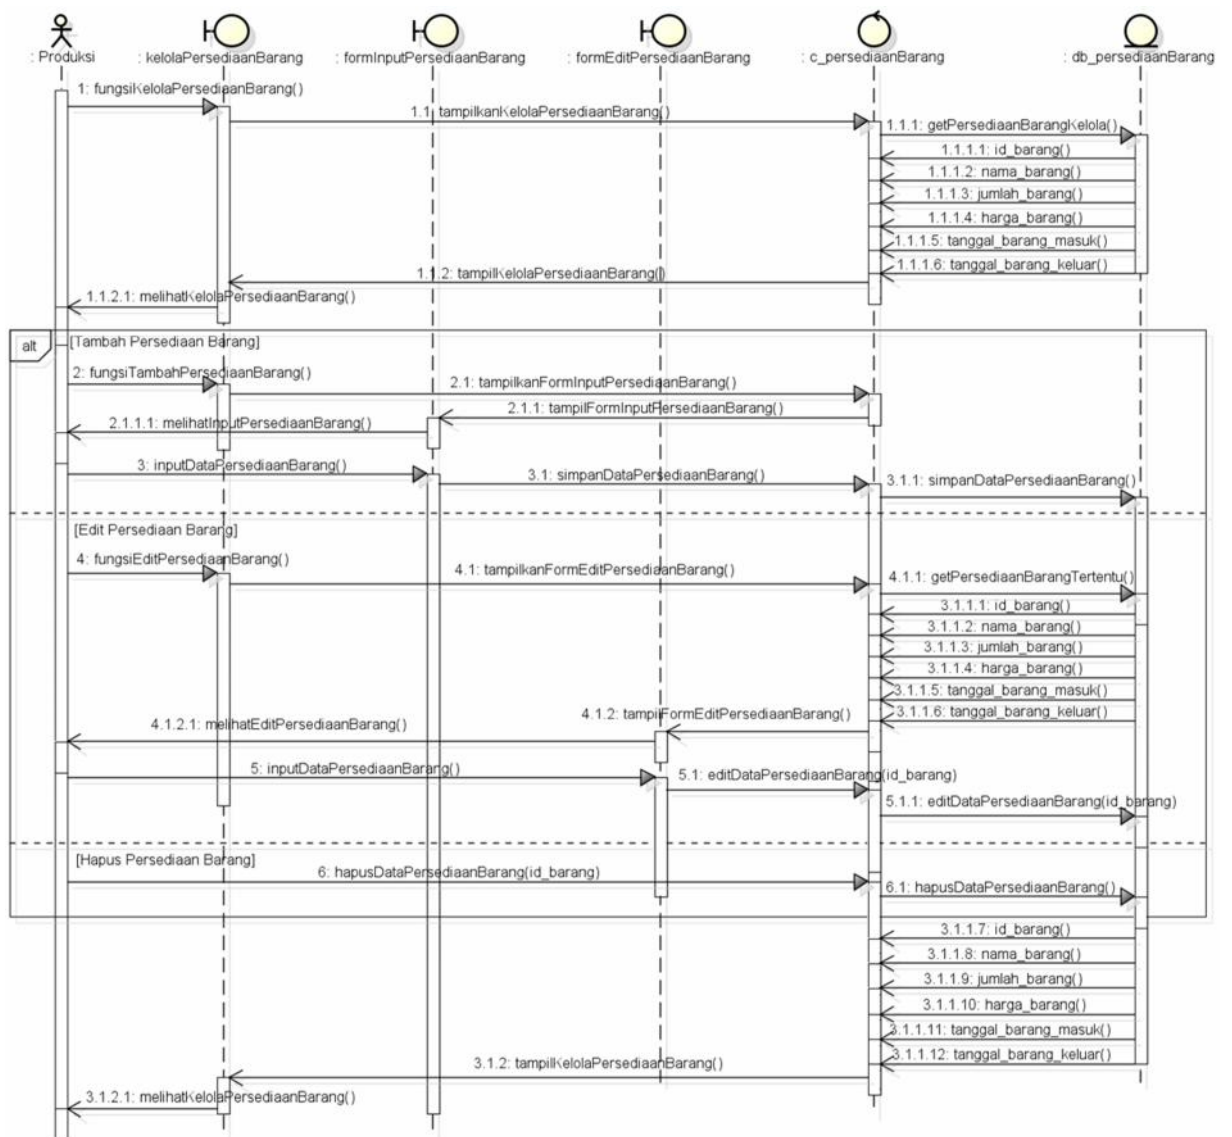 : Produksi
: kelolaPersediaanBarang
: formInputPersediaanBarang
: formEditPersediaanBarang
: c_persediaanBarang
: db_persediaanBarang
1: fungsiKelolaPersediaanBarang()
1.1: tampilkanKelolaPersediaanBarang()
1.1.1: getPersediaanBarangKelola()
1.1.1.1: id_barang()
1.1.1.2: nama_barang()
1.1.1.3: jumlah_barang()
1.1.1.4: harga_barang()
1.1.1.5: tanggal_barang_masuk()
1.1.1.6: tanggal_barang_keluar()
1.1.2: tampilKelolaPersediaanBarang()
1.1.2.1: melihatKelolaPersediaanBarang()
alt
[Tambah Persediaan Barang]
2: fungsiTambahPersediaanBarang()
2.1: tampilkanFormInputPersediaanBarang()
2.1.1: tampilFormInputPersediaanBarang()
2.1.1.1: melihatInputPersediaanBarang()
3: inputDataPersediaanBarang()
3.1: simpanDataPersediaanBarang()
3.1.1: simpanDataPersediaanBarang()
[Edit Persediaan Barang]
4: fungsiEditPersediaanBarang()
4.1: tampilkanFormEditPersediaanBarang()
4.1.1: getPersediaanBarangTertentu()
3.1.1.1: id_barang()
3.1.1.2: nama_barang()
3.1.1.3: jumlah_barang()
3.1.1.4: harga_barang()
3.1.1.5: tanggal_barang_masuk()
3.1.1.6: tanggal_barang_keluar()
4.1.2: tampilFormEditPersediaanBarang()
4.1.2.1: melihatEditPersediaanBarang()
5: inputDataPersediaanBarang()
5.1: editDataPersediaanBarang(id_barang)
5.1.1: editDataPersediaanBarang(id_barang)
[Hapus Persediaan Barang]
6: hapusDataPersediaanBarang(id_barang)
6.1: hapusDataPersediaanBarang()
3.1.1.7: id_barang()
3.1.1.8: nama_barang()
3.1.1.9: jumlah_barang()
3.1.1.10: harga_barang()
3.1.1.11: tanggal_barang_masuk()
3.1.1.12: tanggal_barang_keluar()
3.1.2: tampilKelolaPersediaanBarang()
3.1.2.1: melihatKelolaPersediaanBarang()